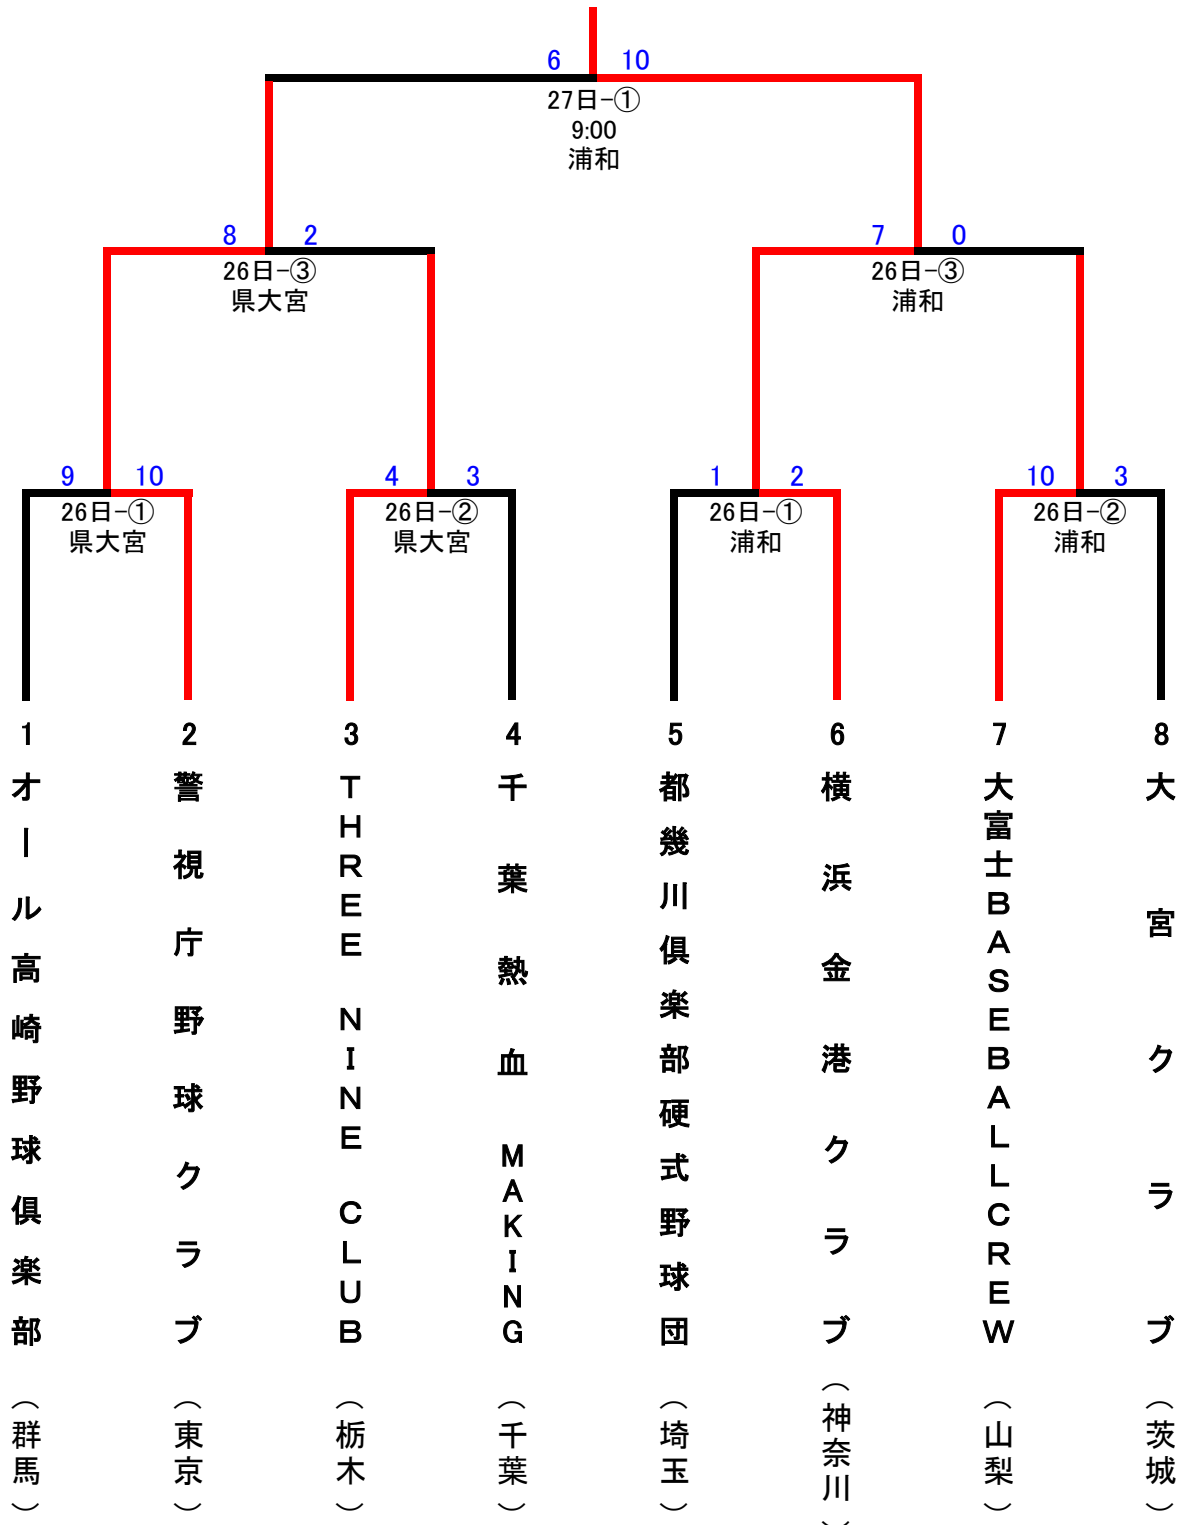 6 10
27日-①
9:00
浦和
8 2
26日-③
県大宮
7 0
26日-③
浦和
9 10
26日-①
県大宮
4 3
26日-②
県大宮
1 2
26日-①
浦和
10 3
26日-②
浦和
1
オール高崎野球倶楽部
（群馬）
2
警視庁野球クラブ
（東京）
3
THREE NINE CLUB
（栃木）
4
千葉熱血 MAKING
（千葉）
5
都幾川倶楽部硬式野球団
（埼玉）
6
横浜金港クラブ
（神奈川）
7
大富士BASEBALLCREW
（山梨）
8
大宮クラブ
（茨城）